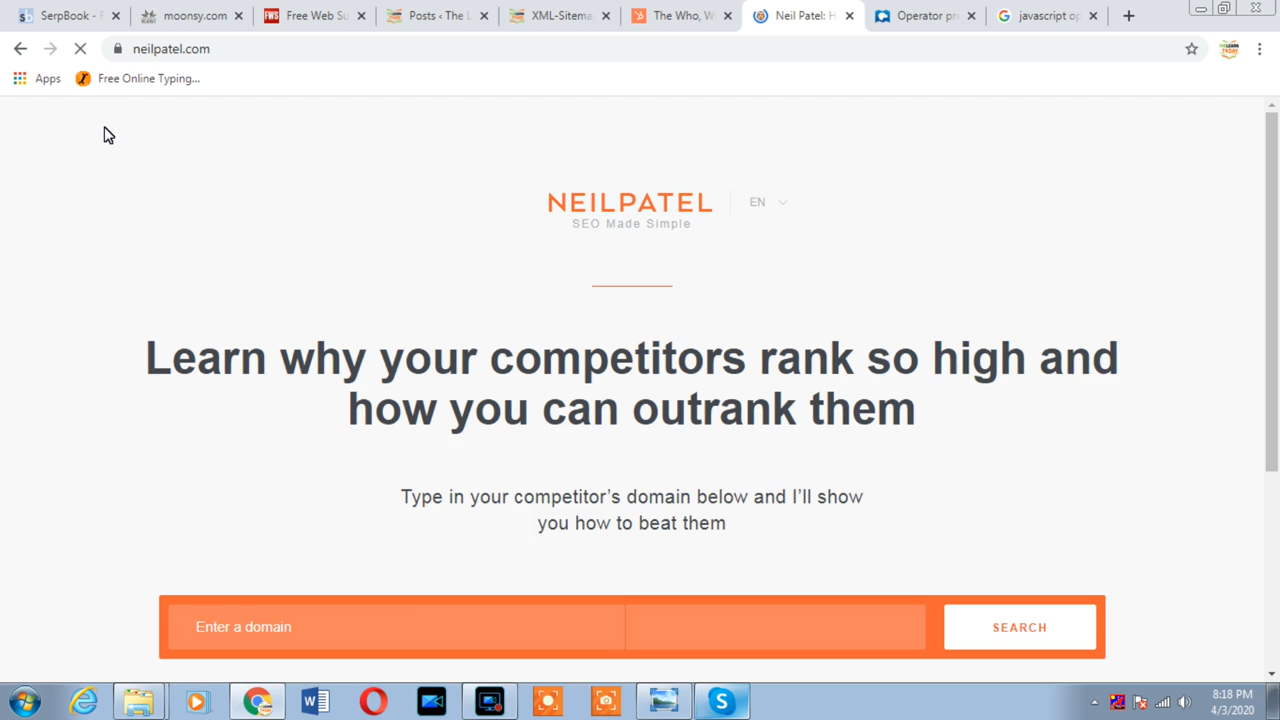 SerpBook -
moonsy.com
Free Web Su
Posts ‹ The L
XML-Sitema
The Who, W
Neil Patel: H
Operator pr
javascript op
neilpatel.com
Apps
Free Online Typing...
NEILPATEL
EN
SEO Made Simple
Learn why your competitors rank so high and
how you can outrank them
Type in your competitor's domain below and I'll show
you how to beat them
Enter a domain
SEARCH
8:18 PM
4/3/2020